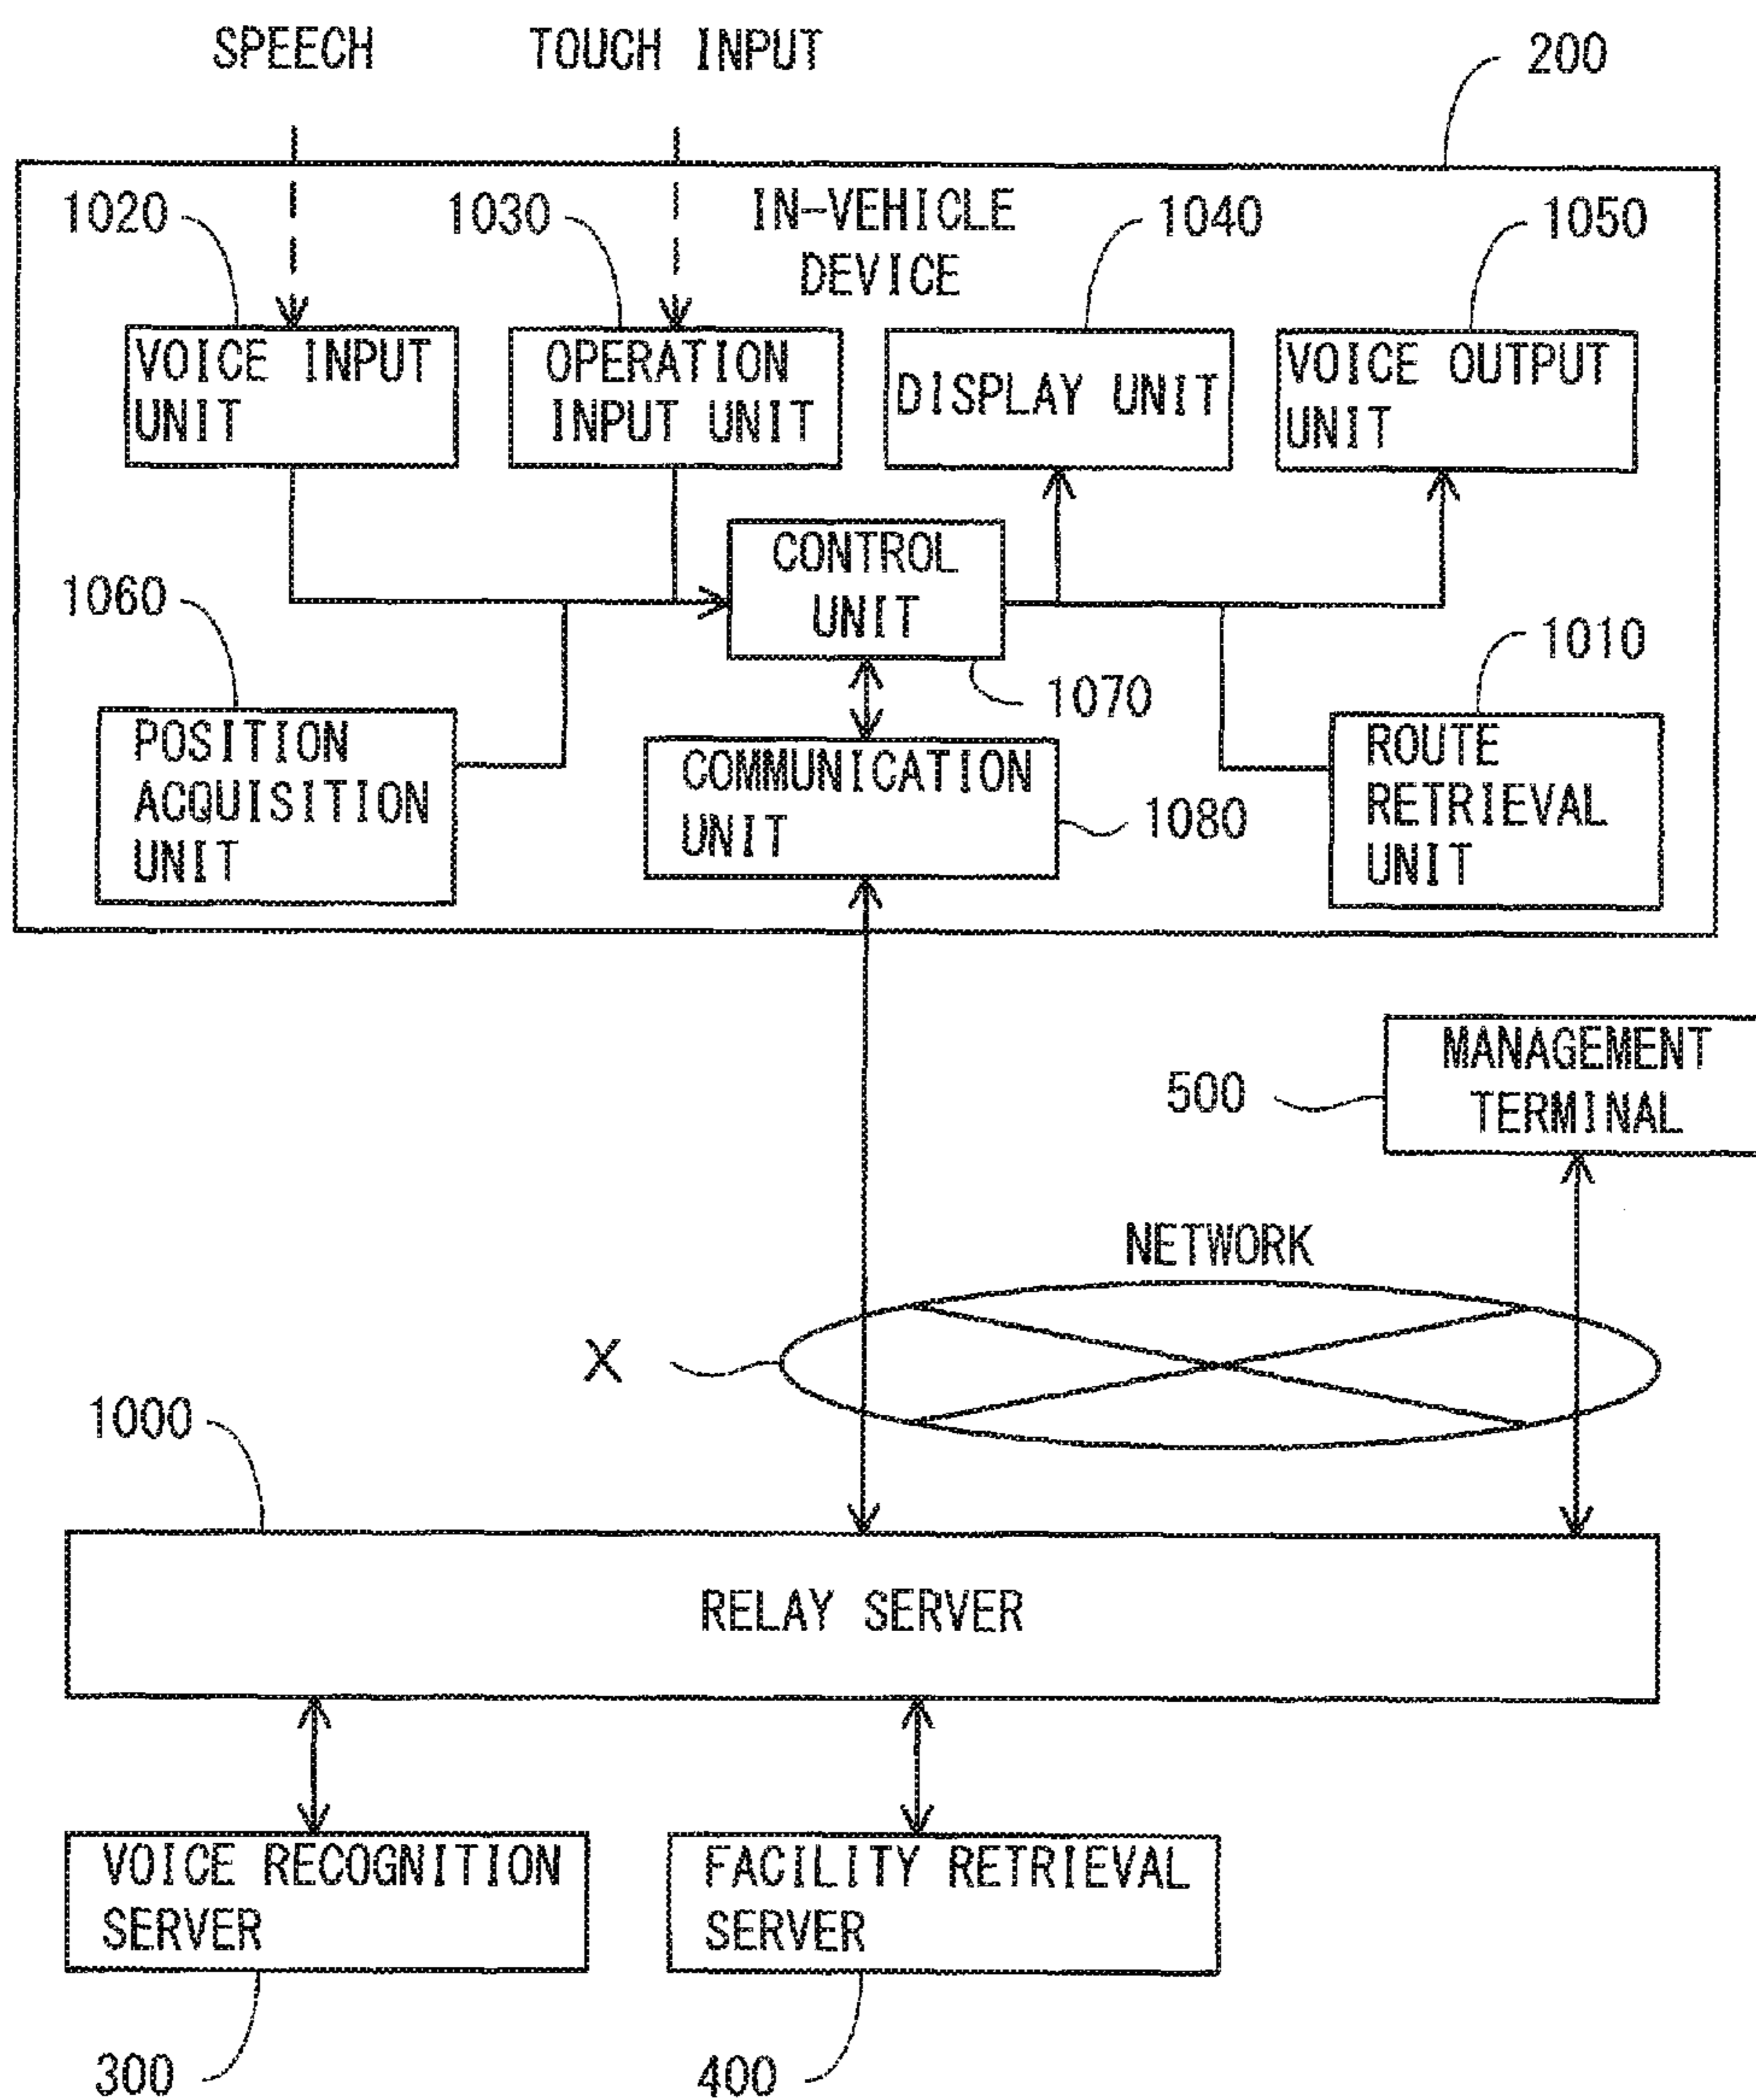 SPEECH
TOUCH INPUT
200
1020
1030
IN-VEHICLE
DEVICE
1040
1050
VOICE INPUT
UNIT
OPERATION
INPUT UNIT
DISPLAY UNIT
VOICE OUTPUT
UNIT
CONTROL
UNIT
1060
1070
1010
POSITION
ACQUISITION
UNIT
COMMUNICATION
UNIT
1080
ROUTE
RETRIEVAL
UNIT
500
MANAGEMENT
TERMINAL
NETWORK
X
1000
RELAY SERVER
VOICE RECOGNITION
SERVER
FACILITY RETRIEVAL
SERVER
300
400